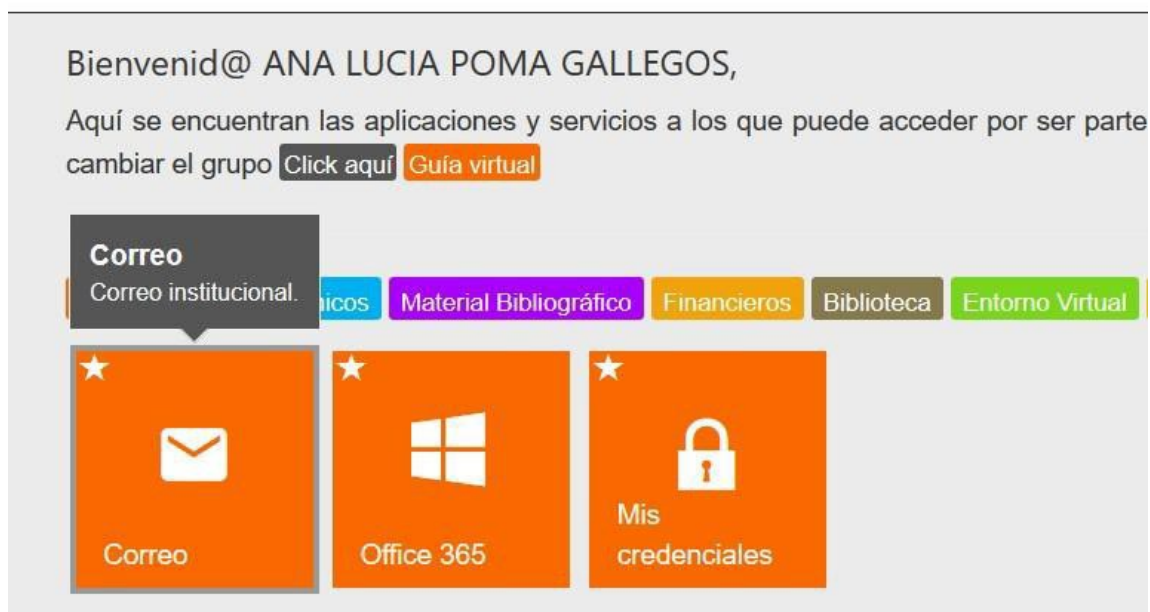 Bienvenid@ ANA LUCIA POMA GALLEGOS,
Aquí se encuentran las aplicaciones y servicios a los que puede acceder por ser parte
cambiar el grupo Click aquí Guía virtual
Correo
Correo institucional.
Material Bibliográfico Financieros Biblioteca Entorno Virtual
Correo
Office 365
Mis
credenciales